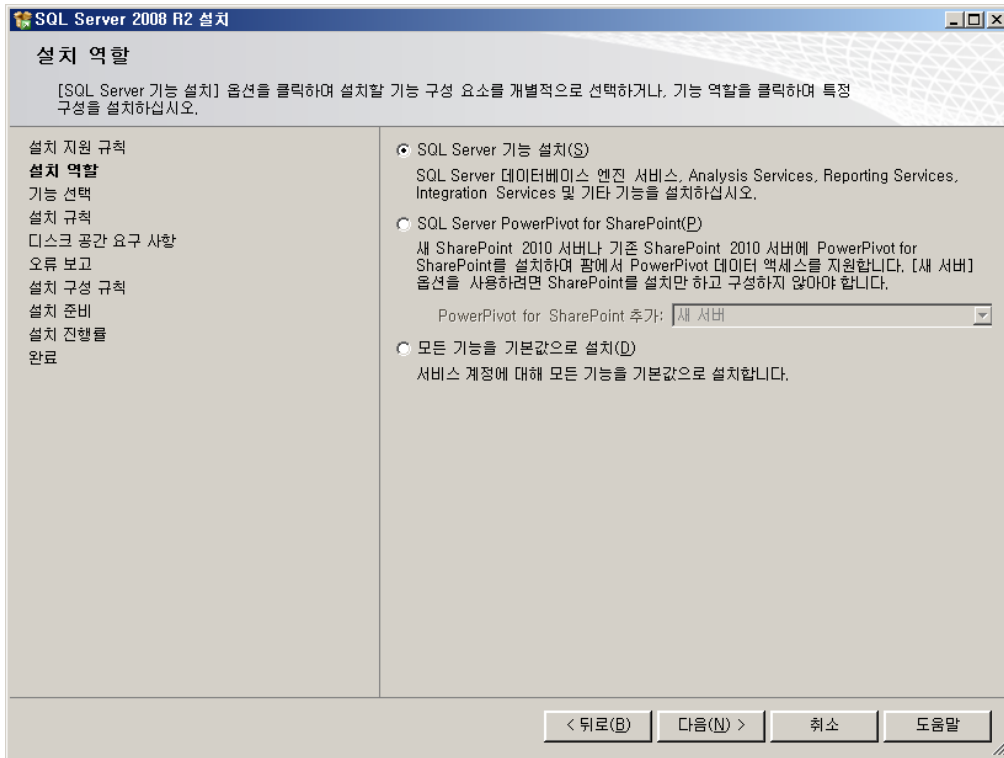 SQL Server 2008 R2 설치
설치 역할
[SQL Server 기능 설치] 옵션을 클릭하여 설치할 기능 구성 요소를 개별적으로 선택하거나, 기능 역할을 클릭하여 특정
구성을 설치하십시오.
설치 지원 규칙
설치 역할
기능 선택
설치 규칙
디스크 공간 요구 사항
오류 보고
설치 구성 규칙
설치 준비
설치 진행률
완료
SQL Server 기능 설치(S)
SQL Server 데이터베이스 엔진 서비스, Analysis Services, Reporting Services,
Integration Services 및 기타 기능을 설치하십시오.
SQL Server PowerPivot for SharePoint(P)
새 SharePoint 2010 서버나 기존 SharePoint 2010 서버에 PowerPivot for
SharePoint를 설치하여 팜에서 PowerPivot 데이터 액세스를 지원합니다. [새 서버]
옵션을 사용하려면 SharePoint를 설치만 하고 구성하지 않아야 합니다.
PowerPivot for SharePoint 추가: 새 서버
모든 기능을 기본값으로 설치(D)
서비스 계정에 대해 모든 기능을 기본값으로 설치합니다.
< 뒤로(B) 다음(N) > 취소 도움말